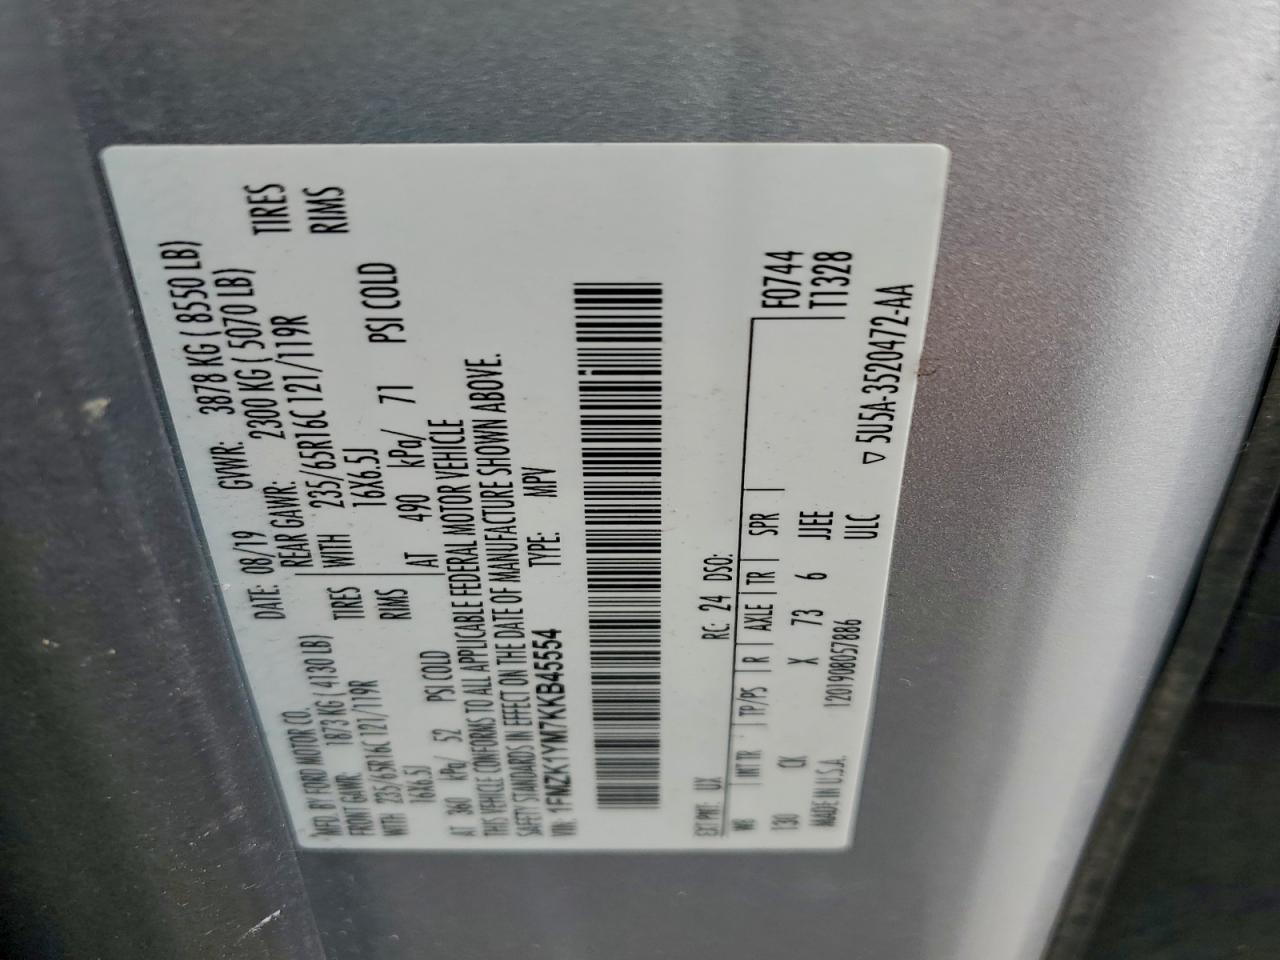 MFD. BY FORD MOTOR CO.
DATE: 08/19 GVWR: 3878 KG ( 8550 LB)
FRONT GAWR: 1873 KG ( 4130 LB) REAR GAWR: 2300 KG ( 5070 LB)
WITH 235/65R16C 121/119R TIRES WITH 235/65R16C 121/119R TIRES
16X6.5J RIMS 16X6.5J RIMS
AT 360 kPa/ 52 PSI COLD AT 490 kPa/ 71 PSI COLD
THIS VEHICLE CONFORMS TO ALL APPLICABLE FEDERAL MOTOR VEHICLE
SAFETY STANDARDS IN EFFECT ON THE DATE OF MANUFACTURE SHOWN ABOVE.
VIN: 1FMZK1YM7KKB45554 TYPE: MPV
EXT PNT: UX RC: 24 DSO: F0744
WB INT TR TP/PS R AXLE TR SPR T1328
130 CK X 73 6 JJEE
MADE IN U.S.A. 120190805788​6 ULC ▽ 5U5A-3520472-AA